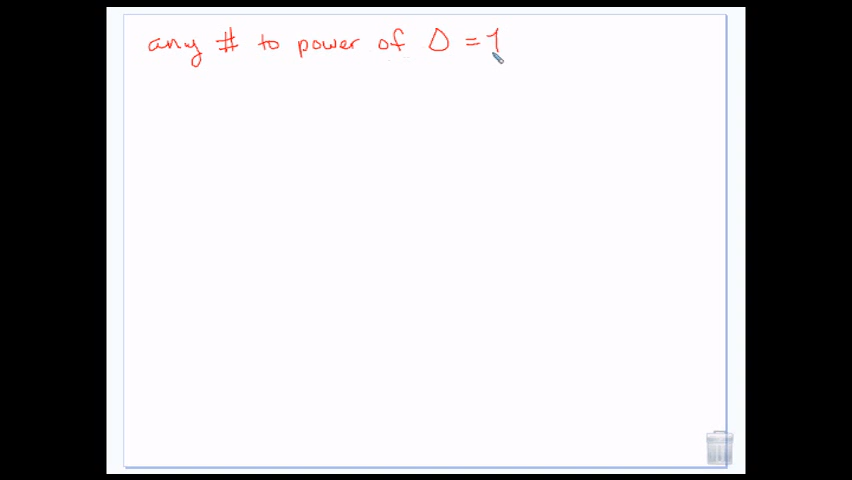 any # to power of 0 = 1